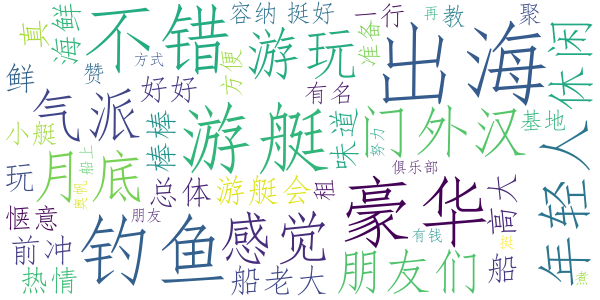 真
海鲜
不错
容纳
挺好
一行
再
教
聚
准备
游玩
出海
休闲
鲜
赞
方式
方便
好好
有名
气派
棒棒
游艇
味道
努力
门外汉
基地
小艇
月底
船上
玩
总体
游艇会
租
俱乐部
豪华
高大
年轻人
惬意
朋友
钓鱼
感觉
有钱
前冲
热情
船老大
朋友们
船
煮